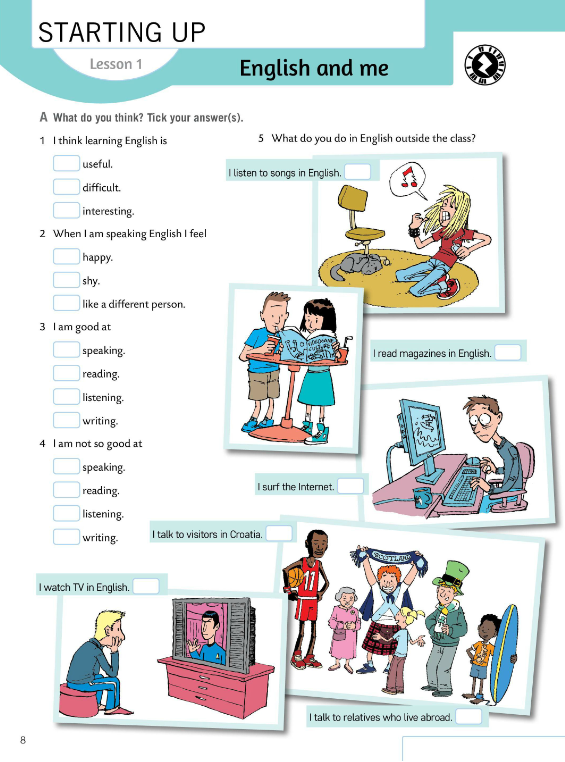 STARTING UP
Lesson 1
English and me
A What do you think? Tick your answer(s).
1 I think learning English is
useful.
difficult.
interesting.
2 When I am speaking English I feel
happy.
shy.
like a different person.
3 I am good at
speaking.
reading.
listening.
writing.
4 I am not so good at
speaking.
reading.
listening.
writing.
5 What do you do in English outside the class?
I listen to songs in English.
I read magazines in English.
I surf the Internet.
I talk to visitors in Croatia.
SCOTLAND
11
I watch TV in English.
I talk to relatives who live abroad.
8